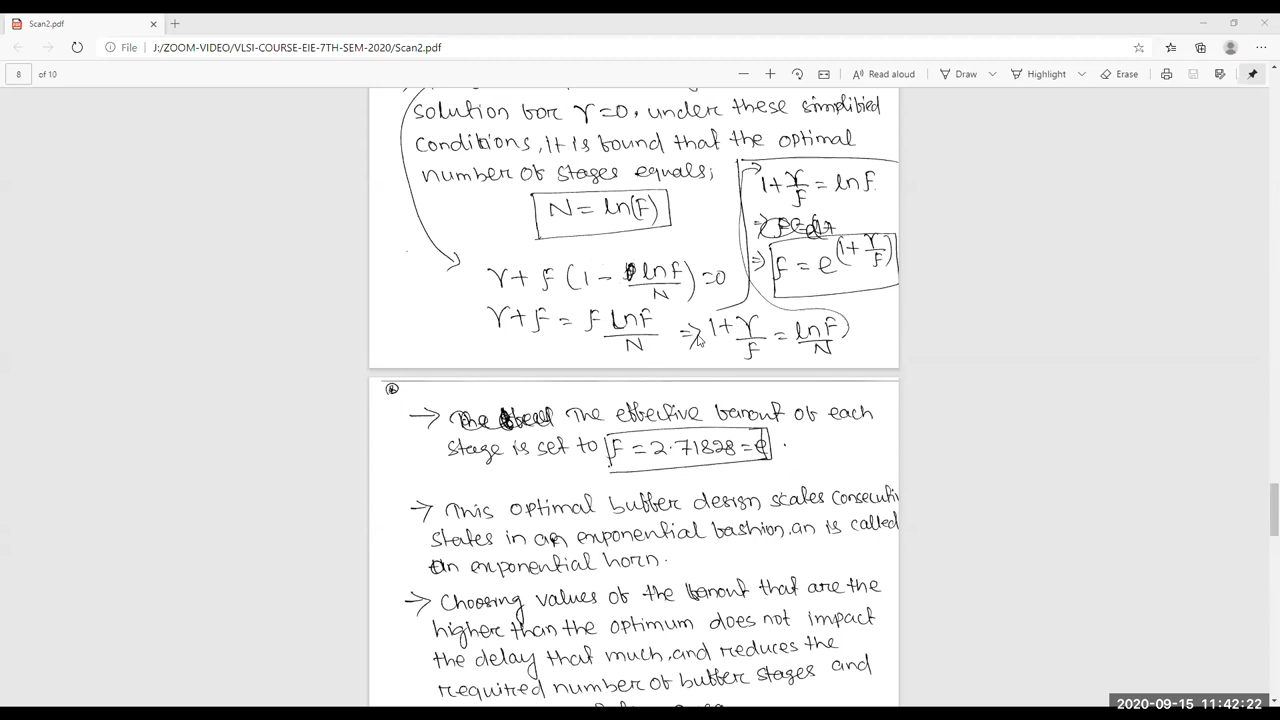 Scan2.pdf
File J:/ZOOM-VIDEO/VLSI-COURSE-EIE-7TH-SEM-2020/Scan2.pdf
8 of 10 Read aloud Draw Highlight Erase
solution for γ=0, under these simplified
conditions, it is found that the optimal
number of stages equals;
N = ln(F)
1+γ/f = ln f.
⇒ f = e^(1+γ/f)
γ + f (1 - lnF/N) = 0
γ + f = f lnF/N ⇒ 1+γ/f = lnF/N
→ The effective fanout of each
stage is set to f = 2.71828 = e .
→ This optimal buffer design scales consecuti
states in an exponential fashion, an is called
an exponential horn.
→ Choosing values of the fanout that are the
higher than the optimum does not impact
the delay that much, and reduces the
required number of buffer stages and
2020-09-15 11:42:22